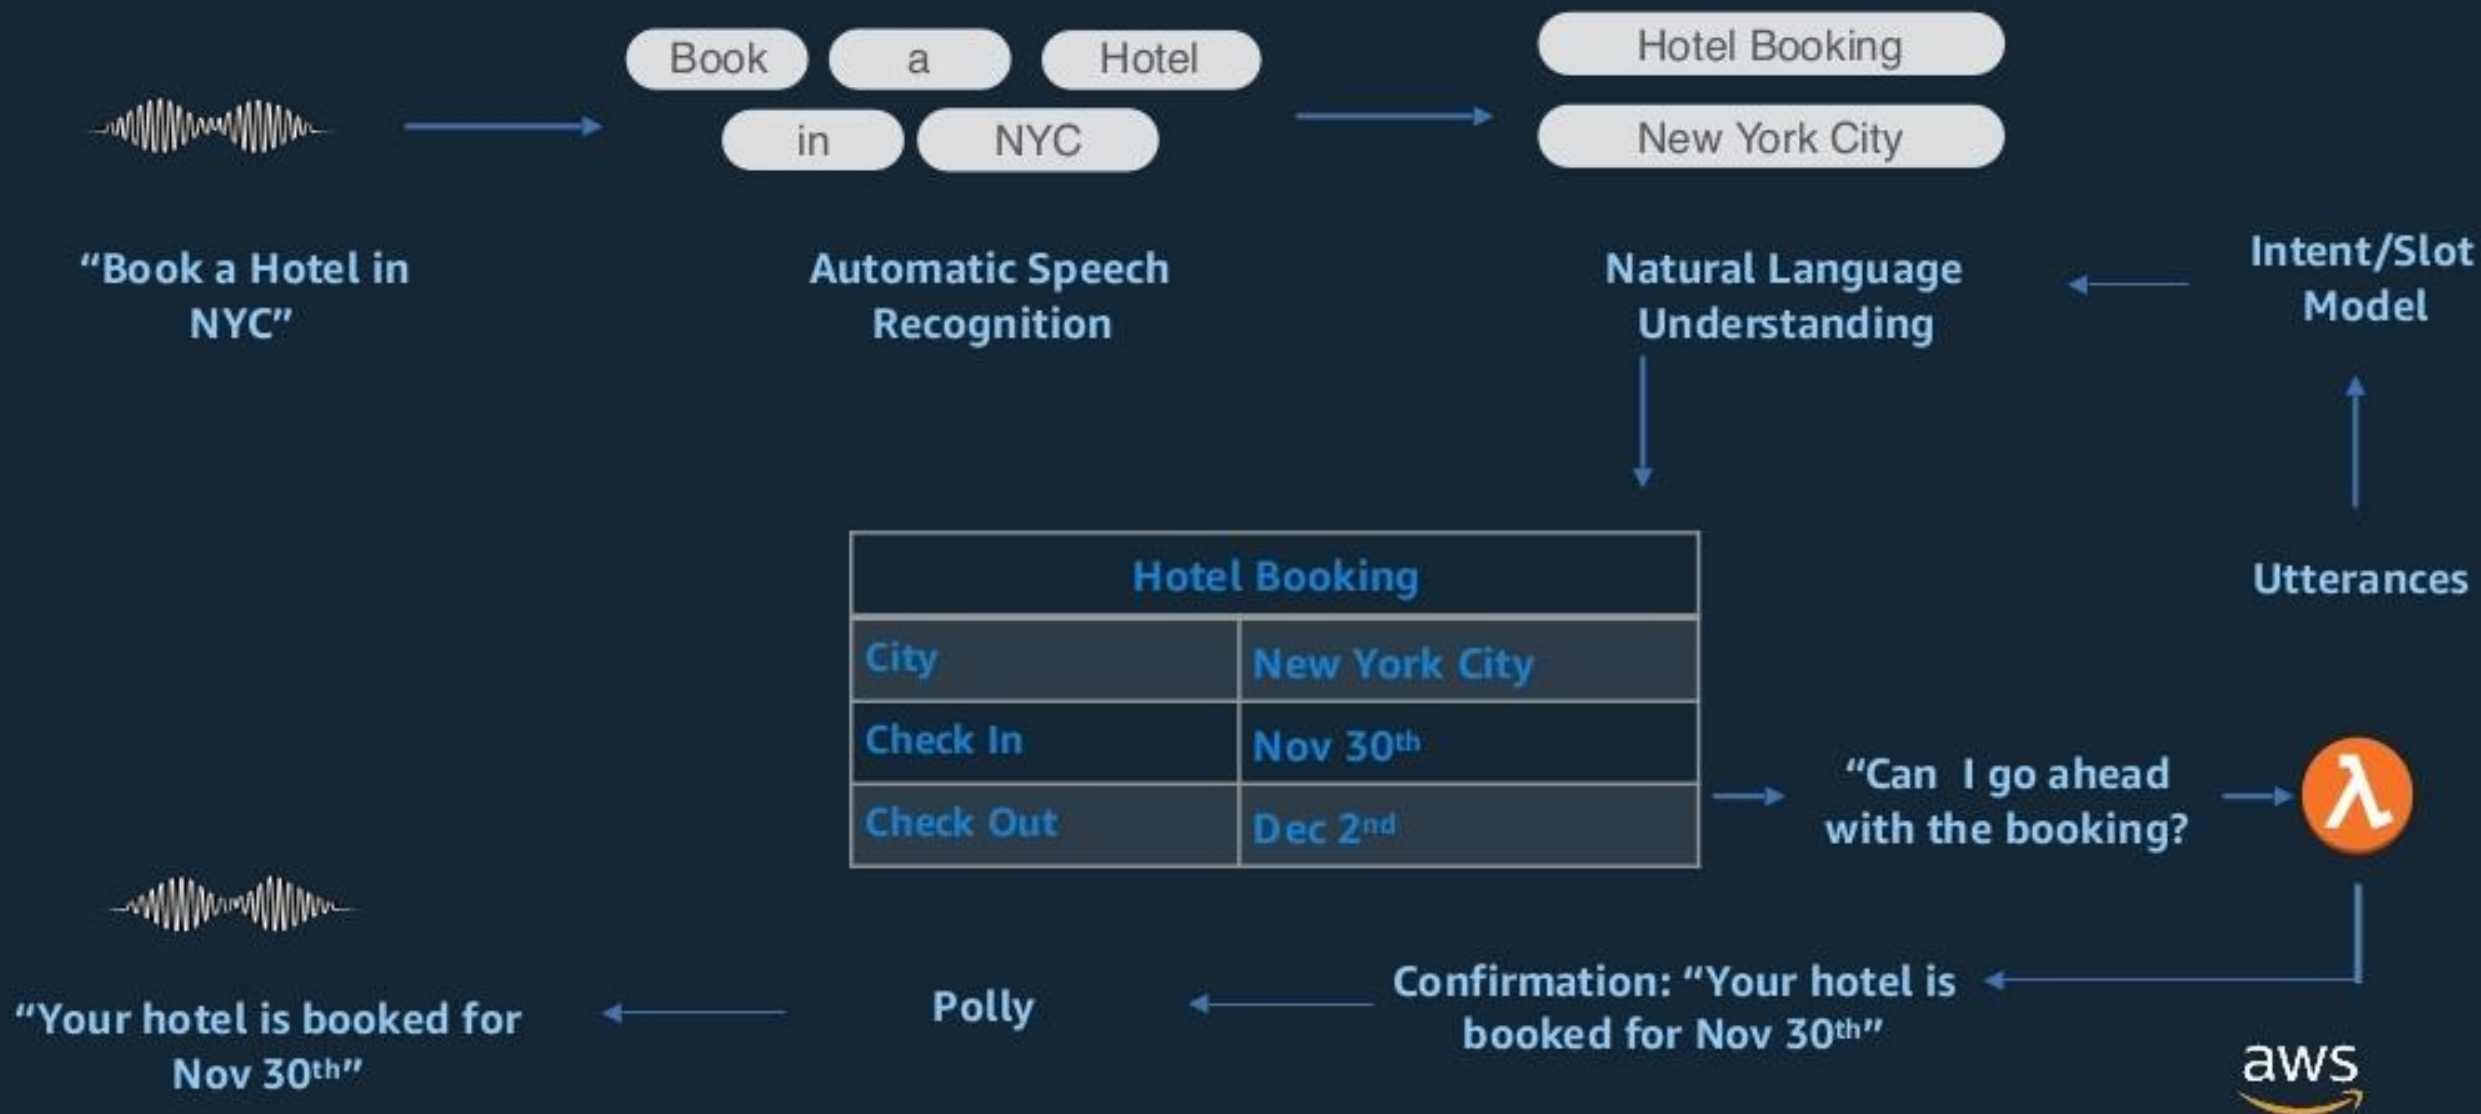 Book a Hotel
in NYC
Hotel Booking
New York City
“Book a Hotel in
NYC”
Automatic Speech
Recognition
Natural Language
Understanding
Intent/Slot
Model
Utterances
Hotel Booking
City New York City
Check In Nov 30th
Check Out Dec 2nd
“Can I go ahead
with the booking?
λ
Confirmation: “Your hotel is
booked for Nov 30th”
Polly
“Your hotel is booked for
Nov 30th”
aws